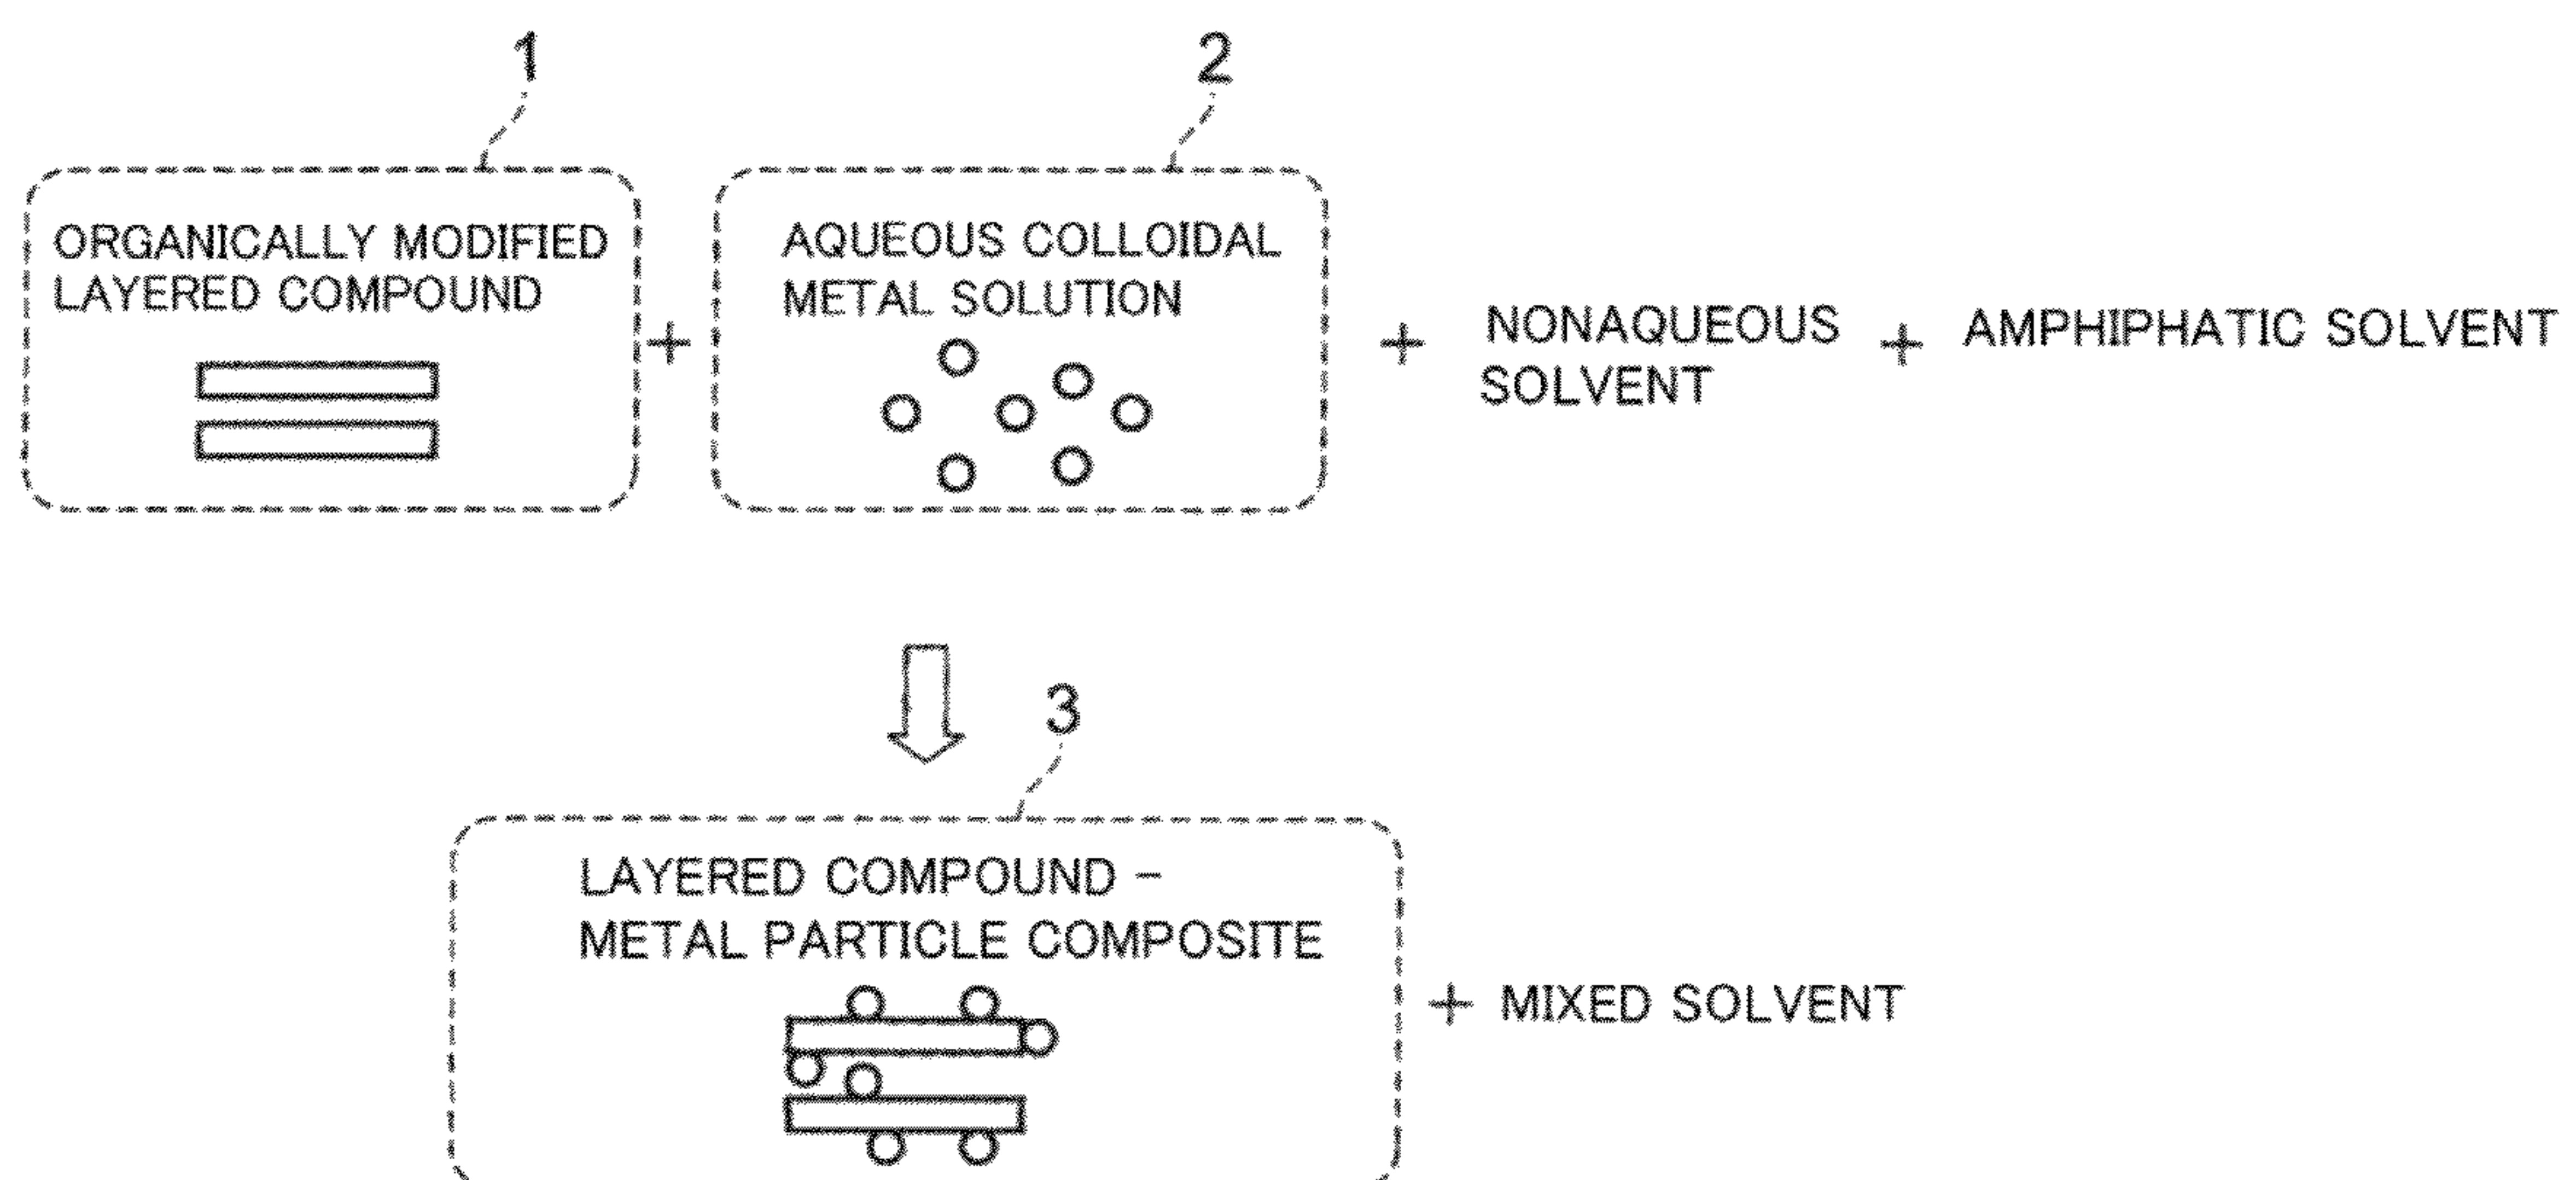 1
2
ORGANICALLY MODIFIED
LAYERED COMPOUND
+
AQUEOUS COLLOIDAL
METAL SOLUTION
+
NONAQUEOUS
SOLVENT
+
AMPHIPHATIC SOLVENT
3
LAYERED COMPOUND –
METAL PARTICLE COMPOSITE
+
MIXED SOLVENT